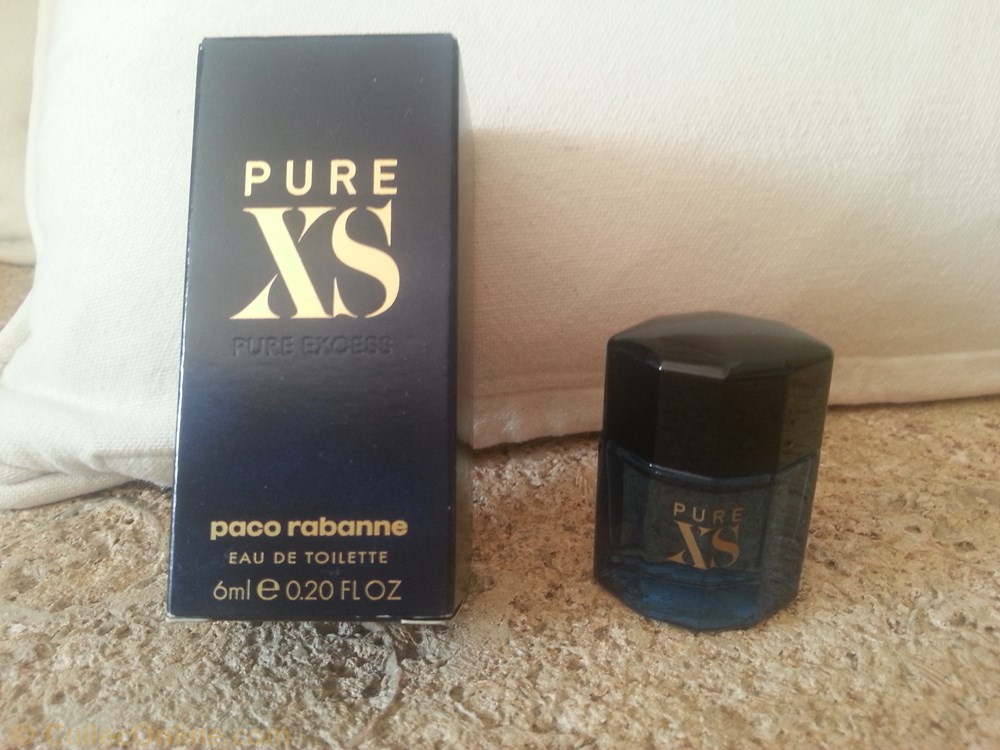 PURE
XS
PURE EXCESS
paco rabanne
EAU DE TOILETTE
6ml ℮ 0.20 FL OZ
PURE
XS